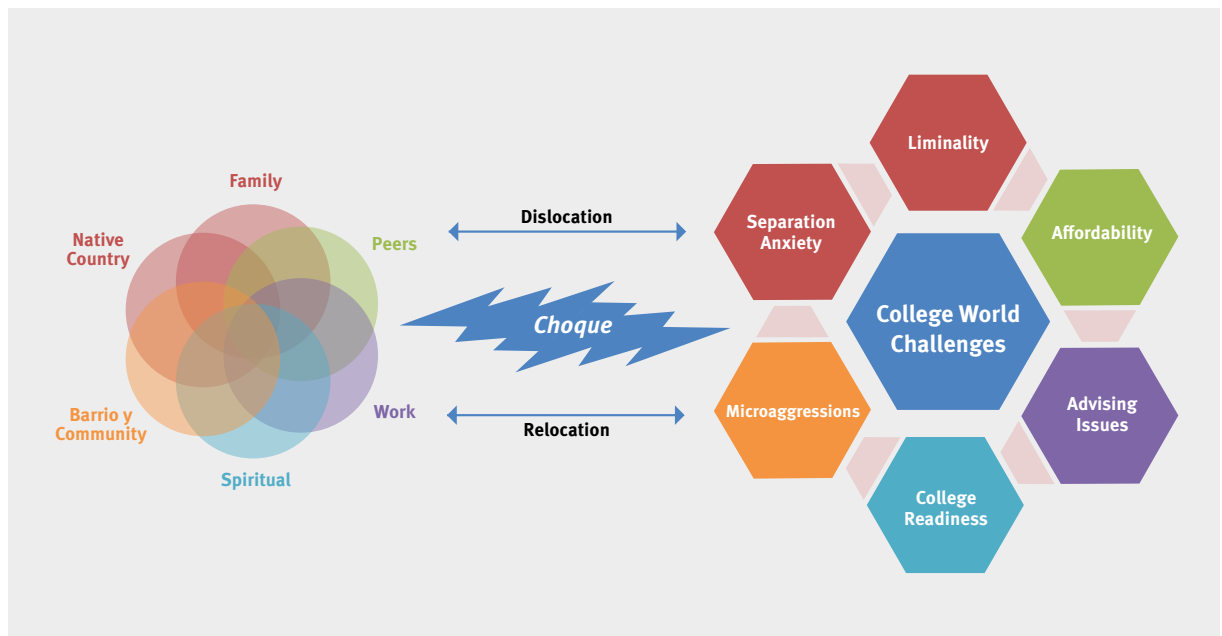 Family
Native
Country
Peers
Barrio y
Community
Work
Spiritual
Dislocation
Choque
Relocation
Liminality
Separation
Anxiety
Affordability
College World
Challenges
Microaggressions
Advising
Issues
College
Readiness